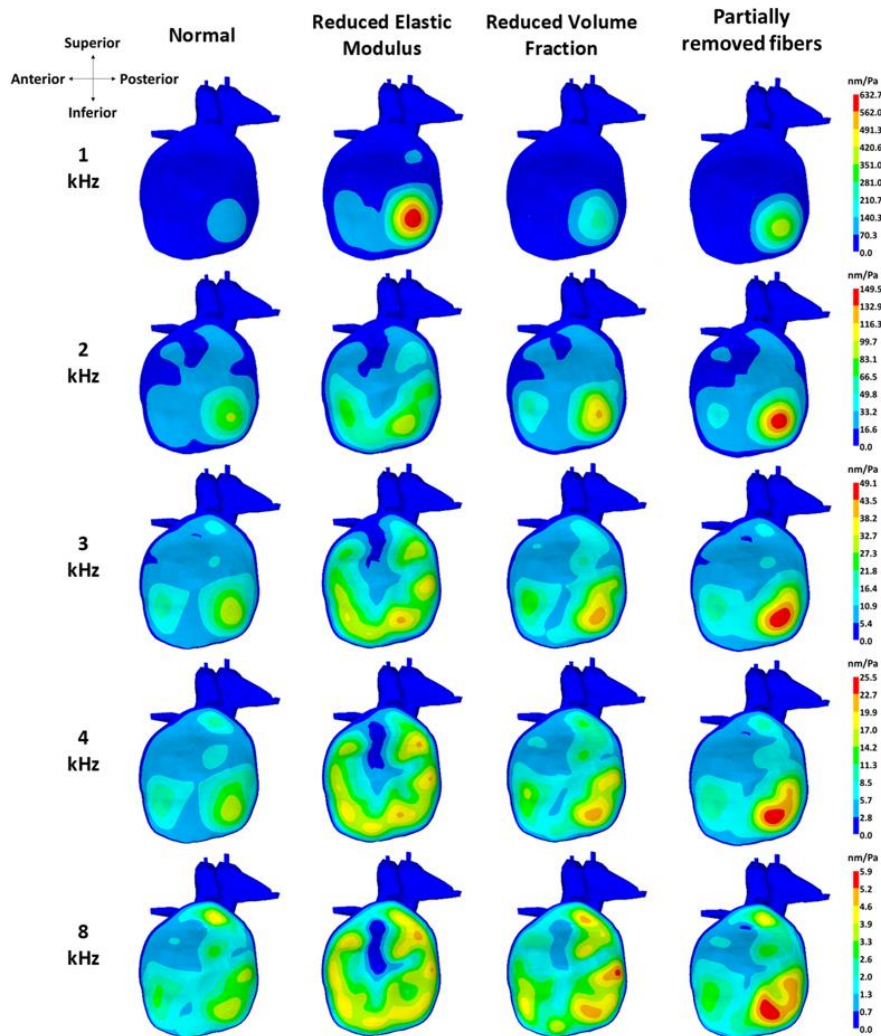 Normal
Reduced Elastic
Modulus
Reduced Volume
Fraction
Partially
removed fibers
Superior
Anterior
Posterior
Inferior
1
kHz
nm/Pa
632.7
562.0
491.3
420.6
351.0
281.0
210.7
140.3
70.3
0.0
2
kHz
nm/Pa
149.5
132.9
116.3
99.7
83.1
66.5
49.8
33.2
16.6
0.0
3
kHz
nm/Pa
49.1
43.5
38.2
32.7
27.3
21.8
16.4
10.9
5.4
0.0
4
kHz
nm/Pa
25.5
22.7
19.9
17.0
14.2
11.3
8.5
5.7
2.8
0.0
8
kHz
nm/Pa
5.9
5.2
4.6
3.9
3.3
2.6
2.0
1.3
0.7
0.0